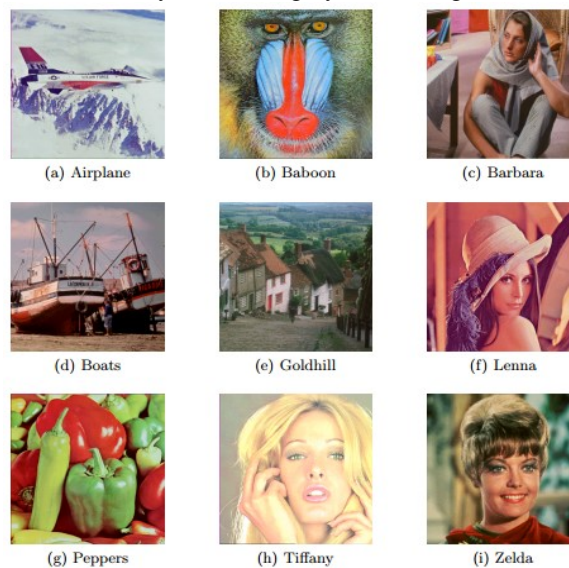 (a) Airplane
(b) Baboon
(c) Barbara
(d) Boats
(e) Goldhill
(f) Lenna
(g) Peppers
(h) Tiffany
(i) Zelda